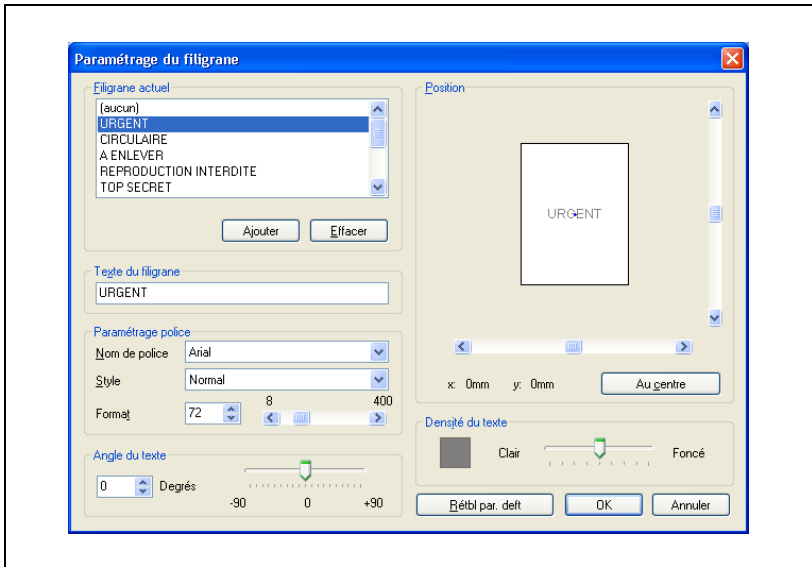 Paramétrage du filigrane
Filigrane actuel
(aucun)
URGENT
CIRCULAIRE
A ENLEVER
REPRODUCTION INTERDITE
TOP SECRET
Ajouter Effacer
Texte du filigrane
URGENT
Paramétrage police
Nom de police Arial
Style Normal
8 400
Format 72
Angle du texte
0 Degrés
-90 0 +90
Position
URGENT
x: 0mm y: 0mm Au centre
Densité du texte
Clair Foncé
Rétbl par. deft OK Annuler